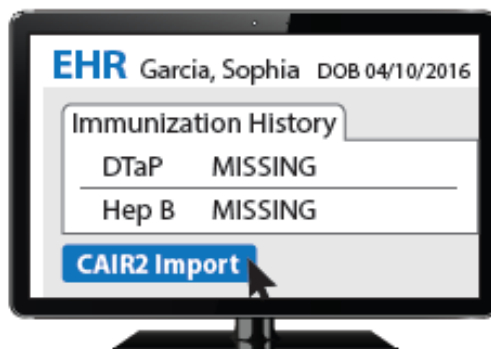 EHR Garcia, Sophia DOB 04/10/2016
Immunization History
DTaP MISSING
Hep B MISSING
CAIR2 Import